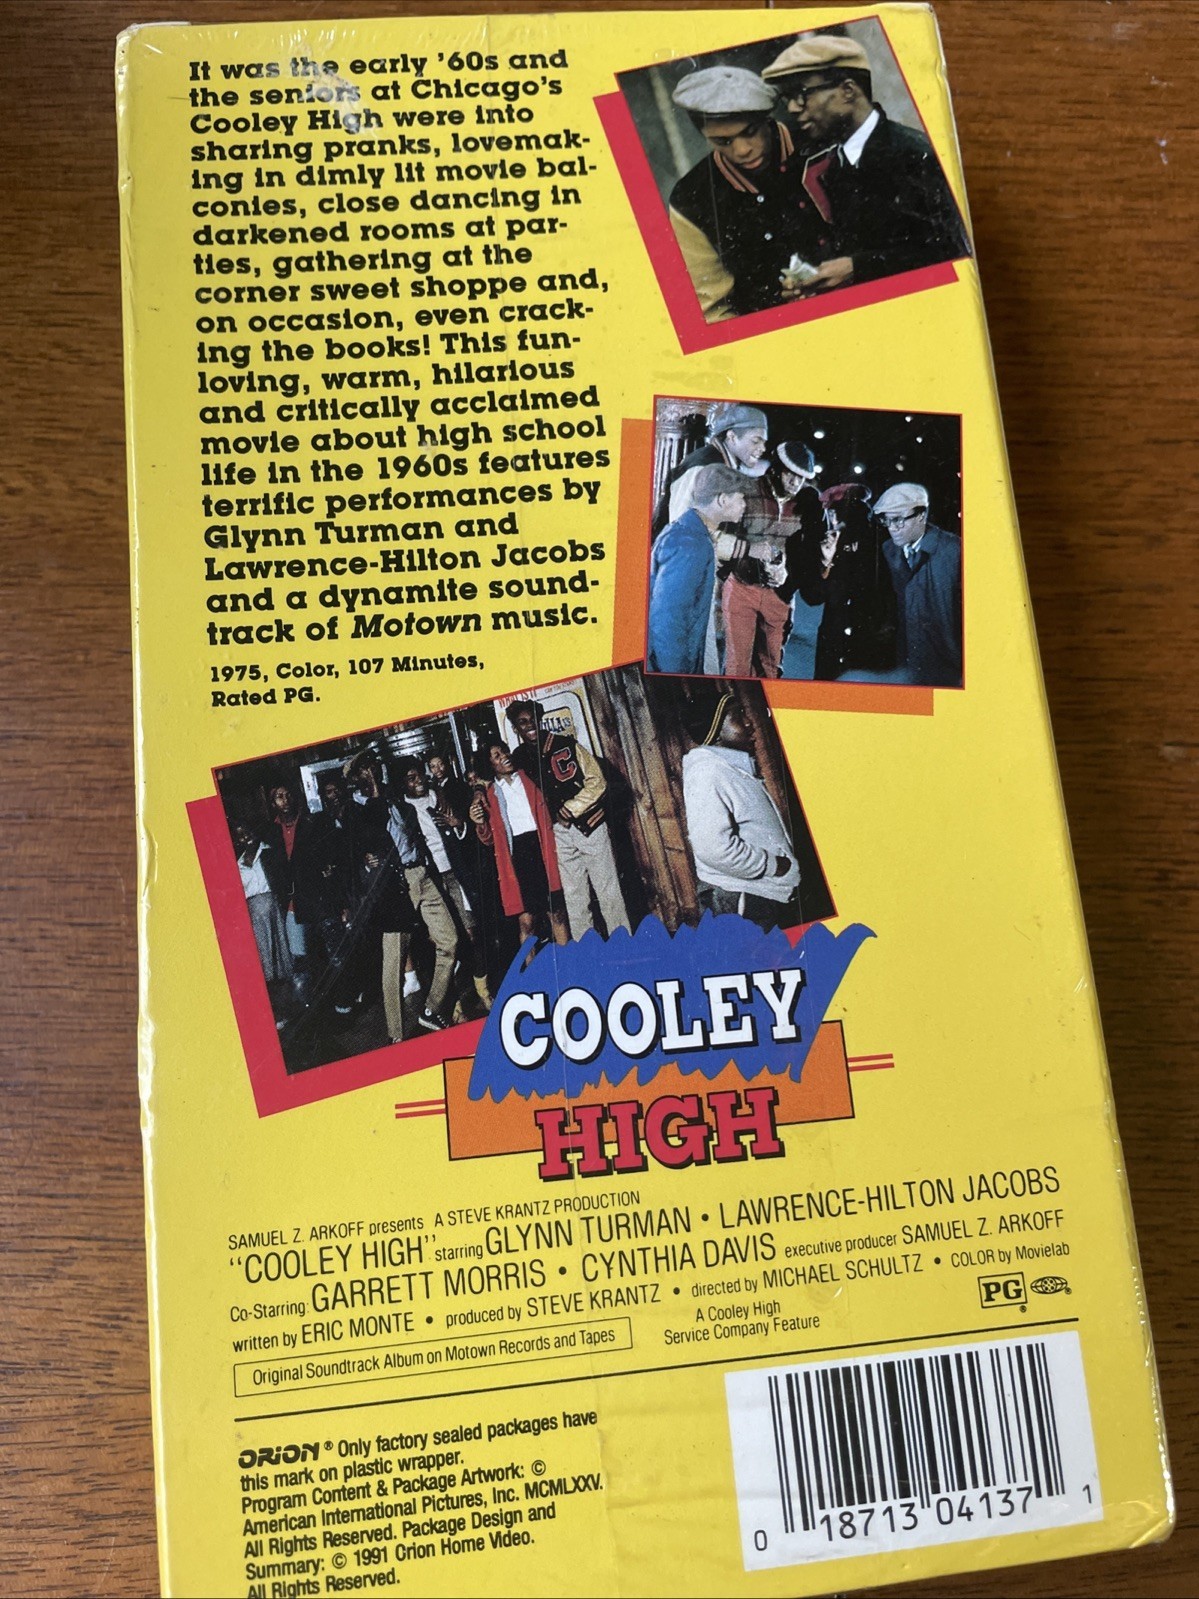 It was the early '60s and
the seniors at Chicago's
Cooley High were into
sharing pranks, lovemak-
ing in dimly lit movie bal-
conies, close dancing in
darkened rooms at par-
ties, gathering at the
corner sweet shoppe and,
on occasion, even crack-
ing the books! This fun-
loving, warm, hilarious
and critically acclaimed
movie about high school
life in the 1960s features
terrific performances by
Glynn Turman and
Lawrence-Hilton Jacobs
and a dynamite sound-
track of Motown music.
1975, Color, 107 Minutes,
Rated PG.
C
COOLEY
HIGH
SAMUEL Z. ARKOFF presents A STEVE KRANTZ PRODUCTION
"COOLEY HIGH" starring GLYNN TURMAN • LAWRENCE-HILTON JACOBS
Co-Starring: GARRETT MORRIS • CYNTHIA DAVIS executive producer SAMUEL Z. ARKOFF
written by ERIC MONTE • produced by STEVE KRANTZ • directed by MICHAEL SCHULTZ • COLOR by Movielab
A Cooley High
Service Company Feature
PG®
Original Soundtrack Album on Motown Records and Tapes
ORION® Only factory sealed packages have
this mark on plastic wrapper.
Program Content & Package Artwork: ©
American International Pictures, Inc. MCMLXXV.
All Rights Reserved. Package Design and
Summary: © 1991 Orion Home Video.
All Rights Reserved.
0 18713 04137 1